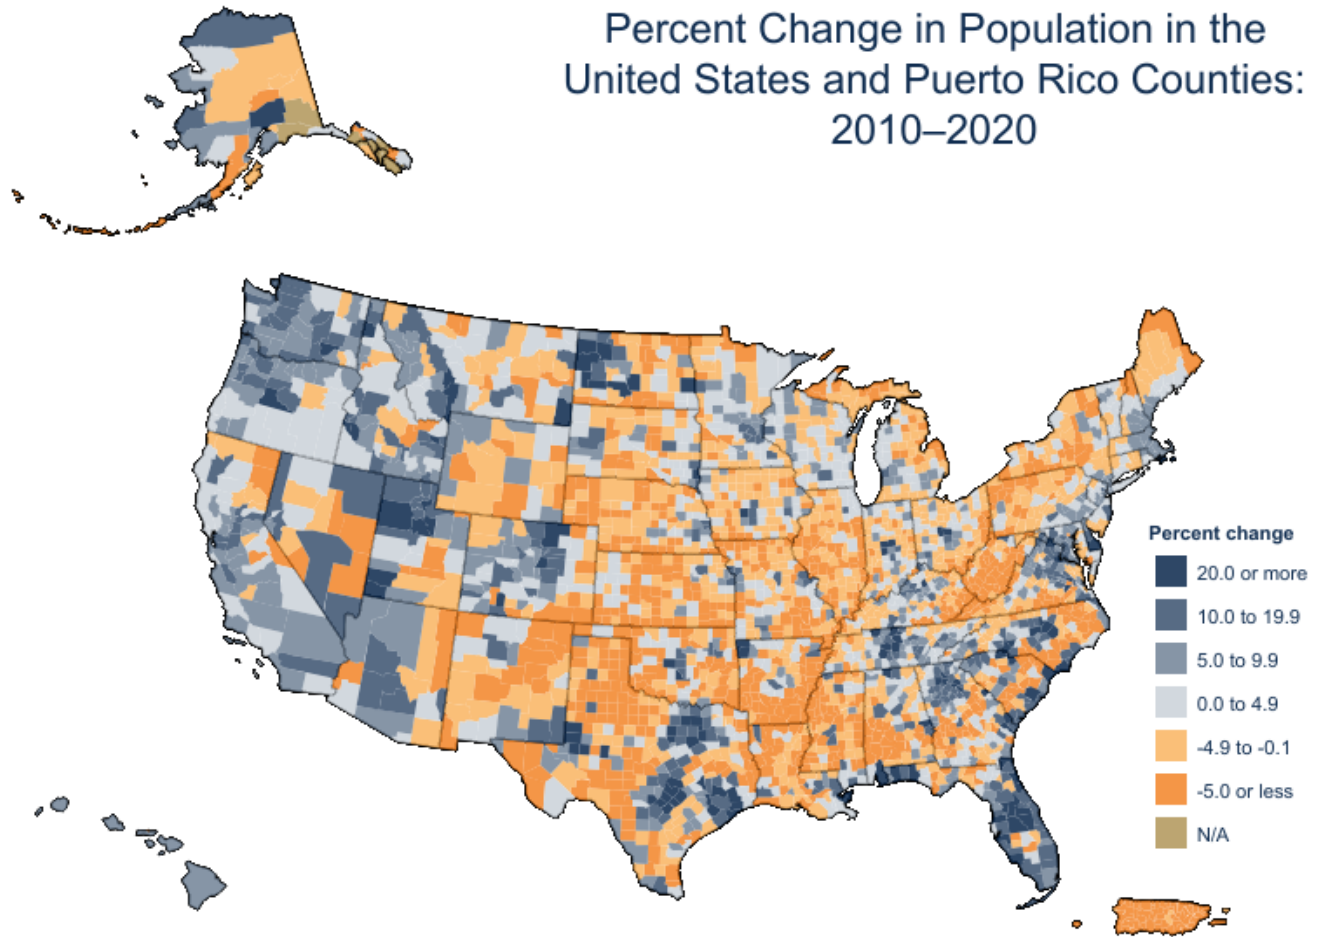 Percent Change in Population in the
United States and Puerto Rico Counties:
2010–2020
Percent change
20.0 or more
10.0 to 19.9
5.0 to 9.9
0.0 to 4.9
-4.9 to -0.1
-5.0 or less
N/A